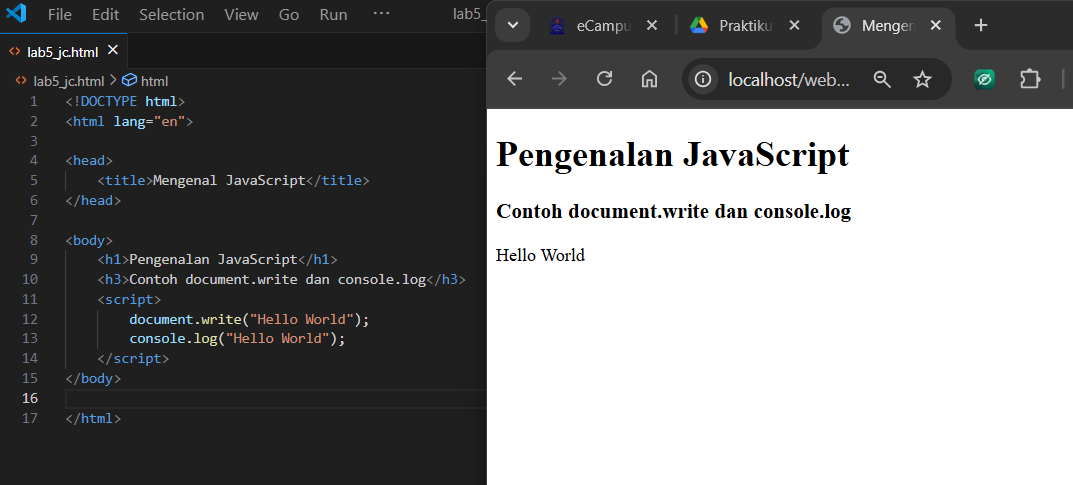 File Edit Selection View Go Run ··· lab5_
lab5_jc.html
lab5_jc.html > html
1 <!DOCTYPE html>
2 <html lang="en">
3
4 <head>
5 <title>Mengenal JavaScript</title>
6 </head>
7
8 <body>
9 <h1>Pengenalan JavaScript</h1>
10 <h3>Contoh document.write dan console.log</h3>
11 <script>
12 document.write("Hello World");
13 console.log("Hello World");
14 </script>
15 </body>
16
17 </html>
eCampu Praktiku Mengen
localhost/web...
Pengenalan JavaScript
Contoh document.write dan console.log
Hello World